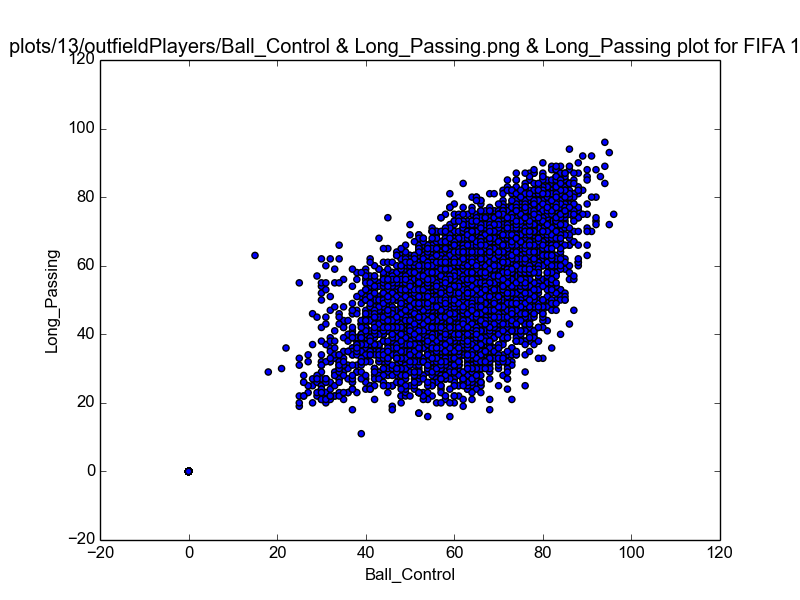 plots/13/outfieldPlayers/Ball_Control & Long_Passing.png & Long_Passing plot for FIFA 1
120
100
80
60
40
20
0
−20
Long_Passing
−20 0 20 40 60 80 100 120
Ball_Control